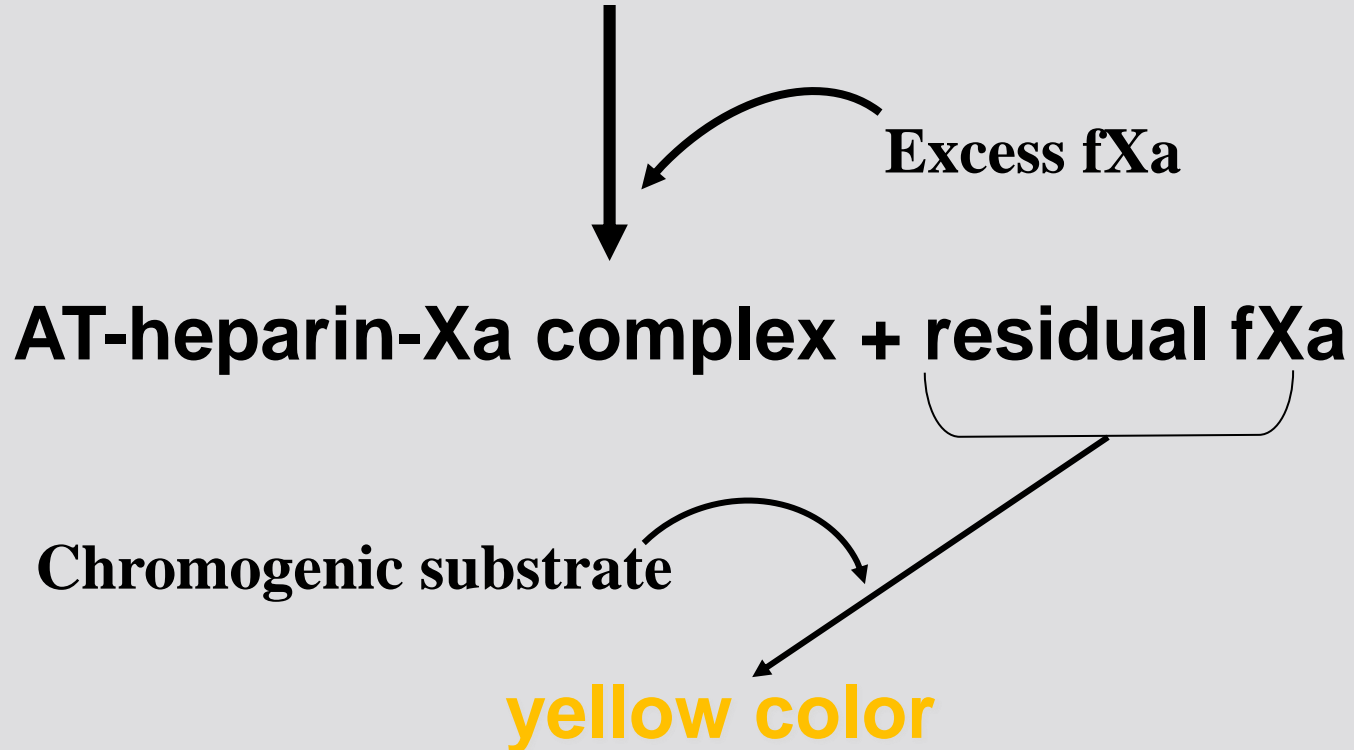 Excess fXa
AT-heparin-Xa complex + residual fXa
Chromogenic substrate
yellow color